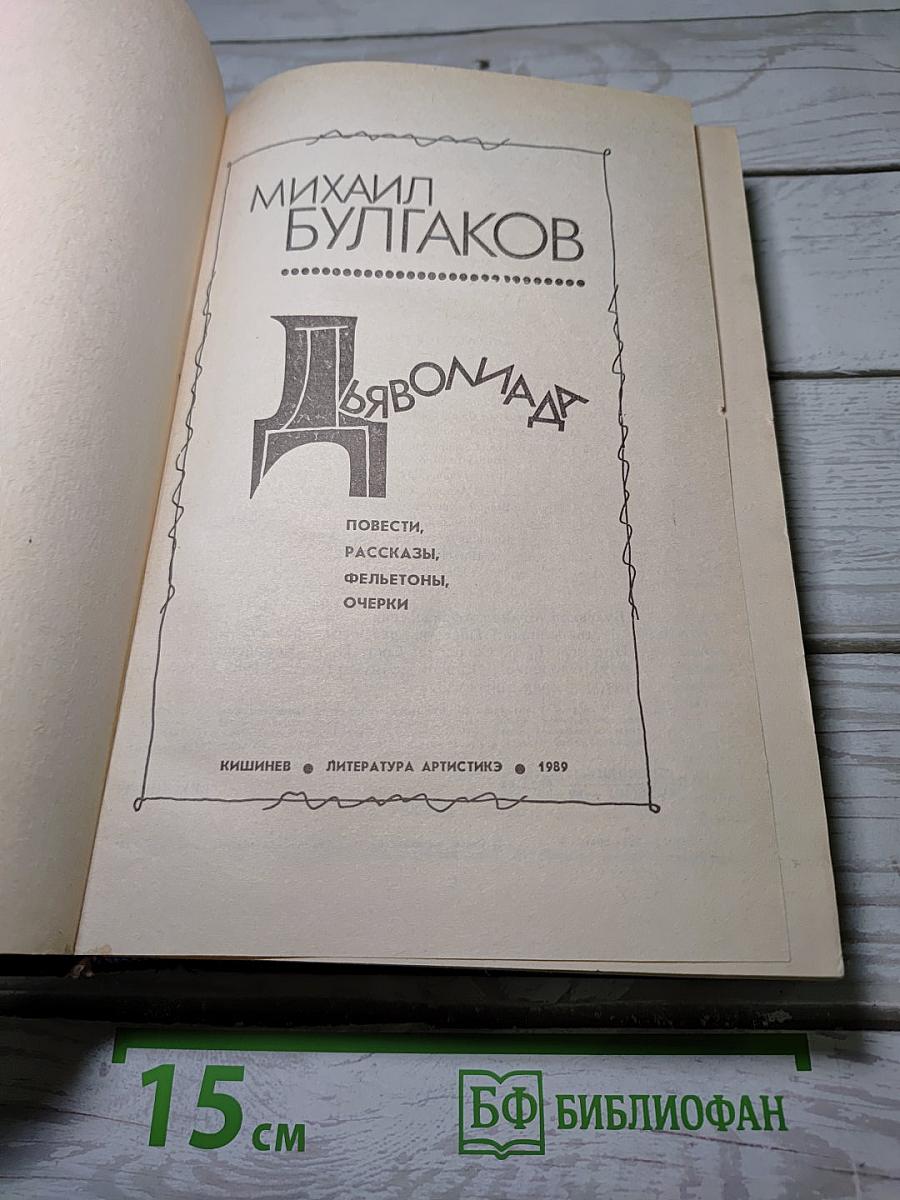 МИХАИЛ
БУЛГАКОВ
ДЬЯВОЛИАДА
ПОВЕСТИ,
РАССКАЗЫ,
ФЕЛЬЕТОНЫ,
ОЧЕРКИ
КИШИНЕВ ● ЛИТЕРАТУРА АРТИСТИКЭ ● 1989
15 см
БФ БИБЛИОФАН